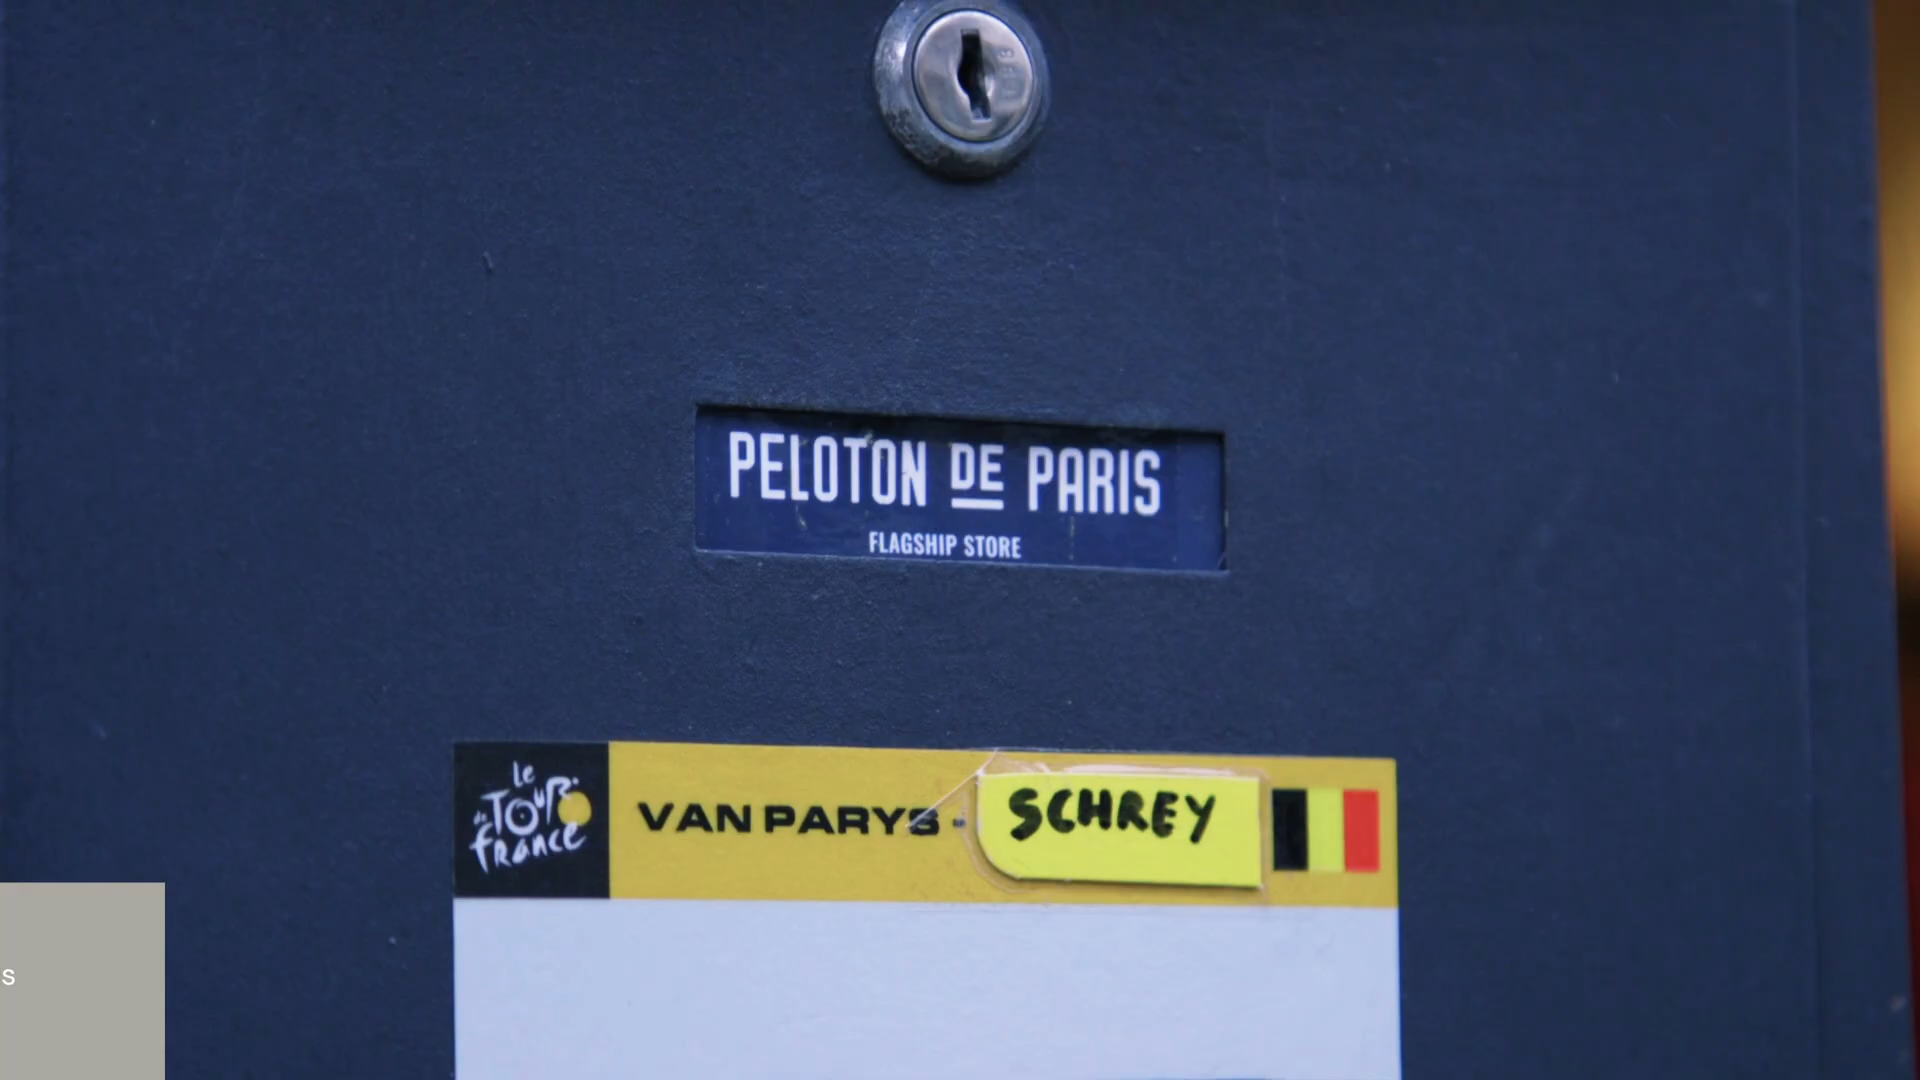 PELOTON DE PARIS
FLAGSHIP STORE
le
TOUR
de
france
VAN PARYS - SCHREY
s